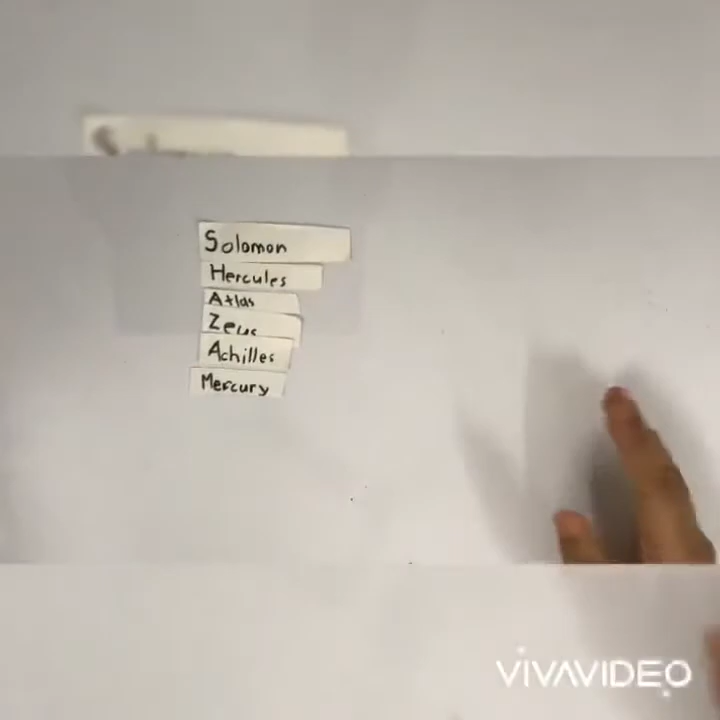 Solomon
Hercules
Atlas
Zeus
Achilles
Mercury
VIVAVIDEO